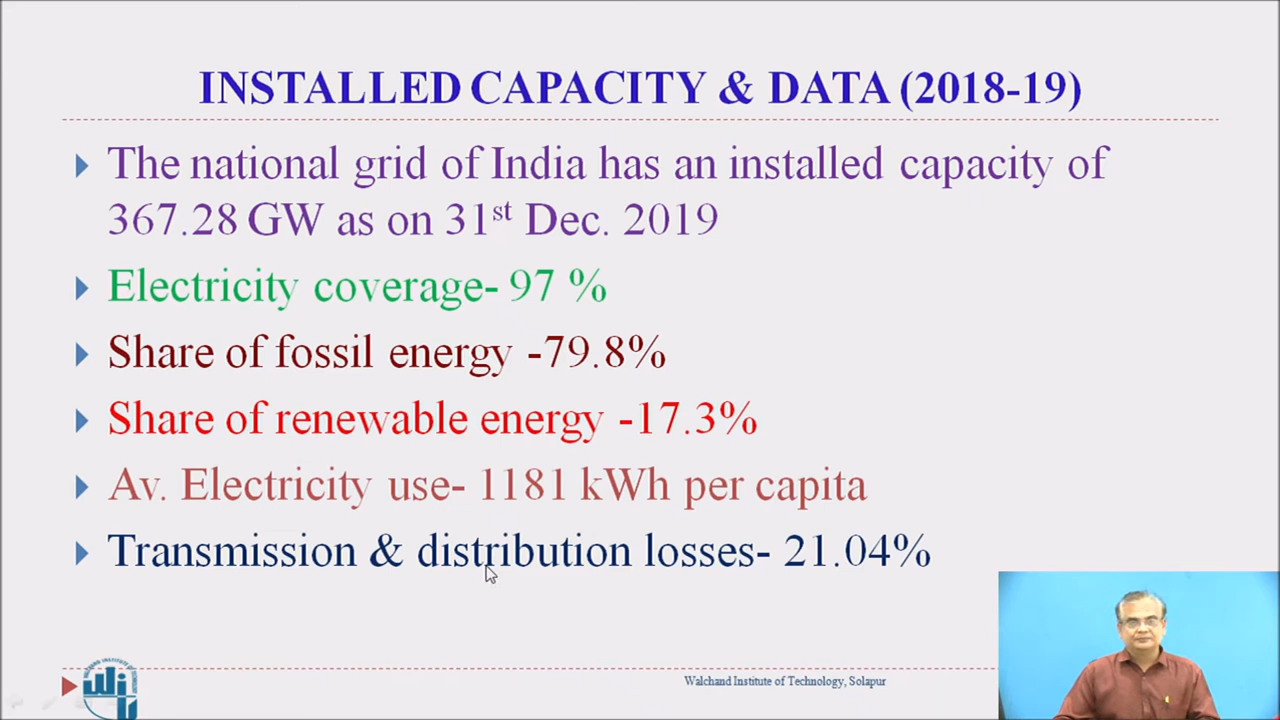 INSTALLED CAPACITY & DATA (2018-19)
The national grid of India has an installed capacity of
367.28 GW as on 31st Dec. 2019
Electricity coverage- 97 %
Share of fossil energy -79.8%
Share of renewable energy -17.3%
Av. Electricity use- 1181 kWh per capita
Transmission & distribution losses- 21.04%
Walchand Institute of Technology, Solapur